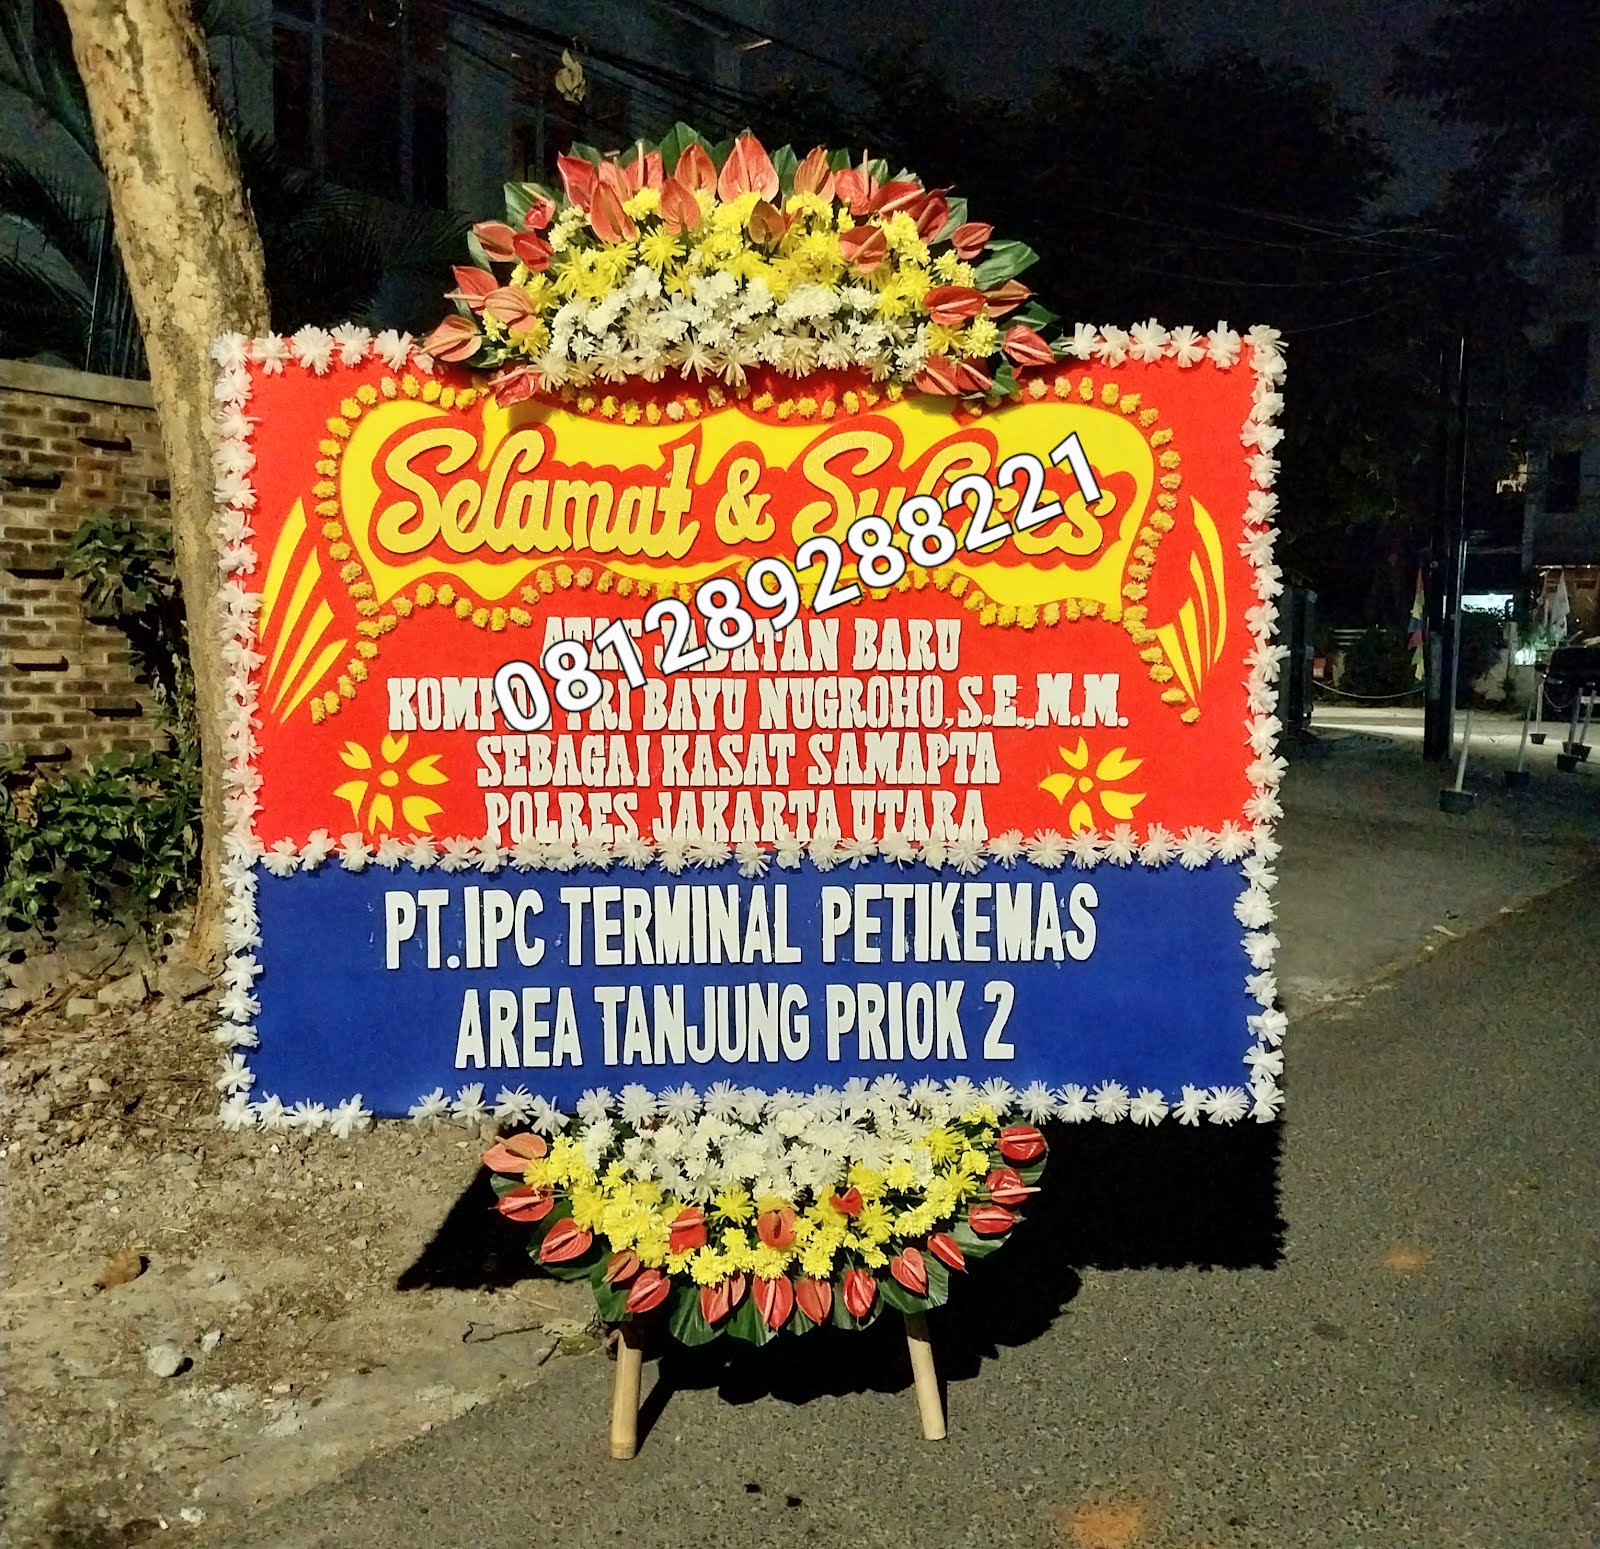 Selamat & Sukses
081289288221
ATAS JABATAN BARU
KOMPOL TRI BAYU NUGROHO, S.E., M.M.
SEBAGAI KASAT SAMAPTA
POLRES JAKARTA UTARA
PT. IPC TERMINAL PETIKEMAS
AREA TANJUNG PRIOK 2